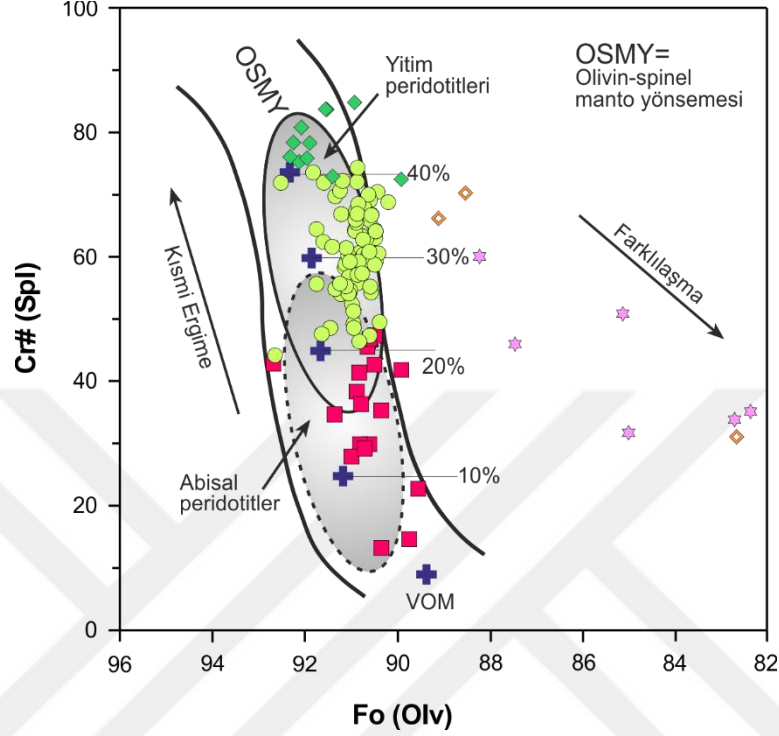 100
80
60
40
20
0
Cr# (Spl)
OSMY
Yitim
peridotitleri
OSMY=
Olivin-spinel
manto yönsemesi
Kısmi Ergime
Farklılaşma
40%
30%
20%
10%
Abisal
peridotitler
VOM
96 94 92 90 88 86 84 82
Fo (Olv)